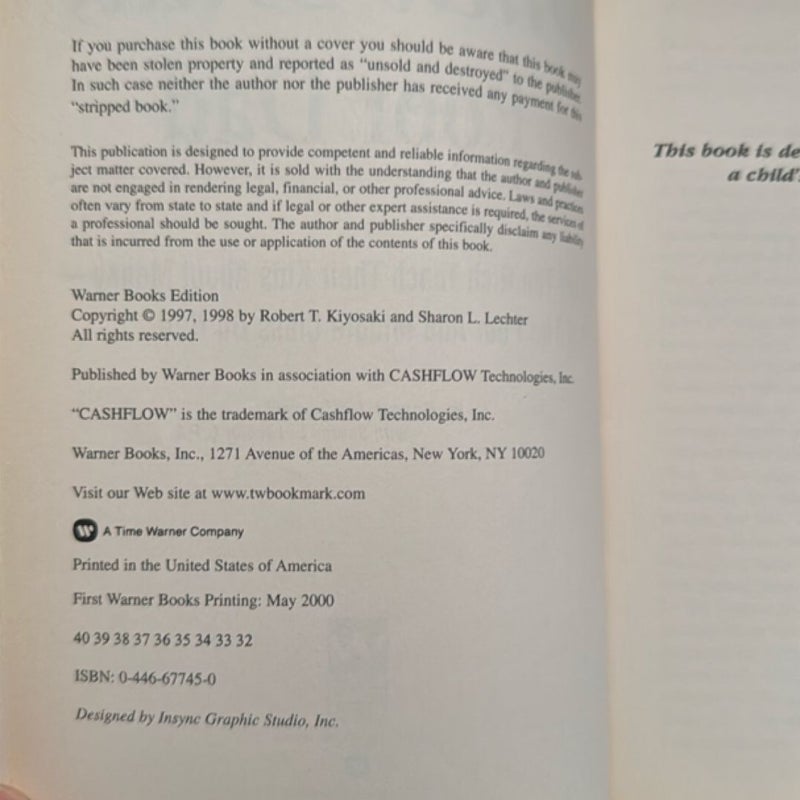 If you purchase this book without a cover you should be aware that this book may
have been stolen property and reported as “unsold and destroyed” to the publisher.
In such case neither the author nor the publisher has received any payment for this
“stripped book.”
This publication is designed to provide competent and reliable information regarding the sub-
ject matter covered. However, it is sold with the understanding that the author and publisher
are not engaged in rendering legal, financial, or other professional advice. Laws and practices
often vary from state to state and if legal or other expert assistance is required, the services of
a professional should be sought. The author and publisher specifically disclaim any liability
that is incurred from the use or application of the contents of this book.
Warner Books Edition
Copyright © 1997, 1998 by Robert T. Kiyosaki and Sharon L. Lechter
All rights reserved.
Published by Warner Books in association with CASHFLOW Technologies, Inc.
“CASHFLOW” is the trademark of Cashflow Technologies, Inc.
Warner Books, Inc., 1271 Avenue of the Americas, New York, NY 10020
Visit our Web site at www.twbookmark.com
W A Time Warner Company
Printed in the United States of America
First Warner Books Printing: May 2000
40 39 38 37 36 35 34 33 32
ISBN: 0-446-67745-0
Designed by Insync Graphic Studio, Inc.
This book is de
a child'